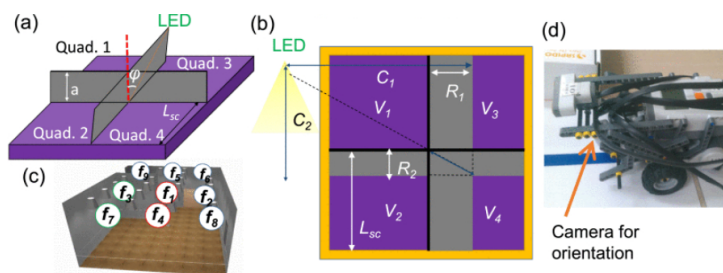 (a)
LED
Quad. 1
Quad. 3
φ
a
Quad. 2
Quad. 4
L_sc
(b)
LED
C_1
C_2
R_1
V_1
V_3
R_2
V_2
L_sc
V_4
(c)
f_9
f_5
f_6
f_3
f_1
f_2
f_7
f_4
f_8
(d)
Camera for
orientation